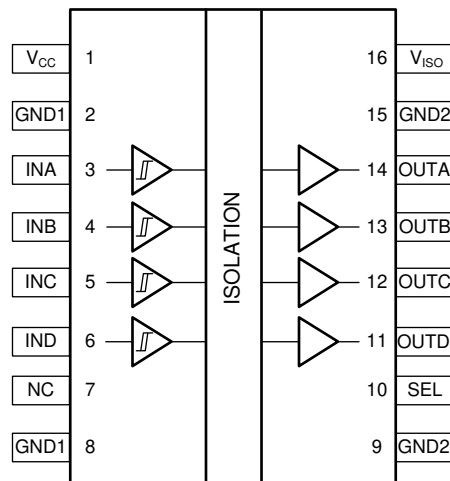 VCC 1 16 VISO
GND1 2 15 GND2
INA 3 14 OUTA
INB 4 13 OUTB
INC 5 12 OUTC
IND 6 11 OUTD
NC 7 10 SEL
GND1 8 9 GND2
ISOLATION